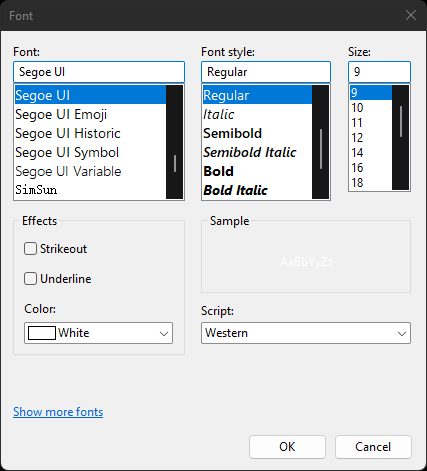 Font
Font:
Font style:
Size:
Segoe UI
Regular
9
Segoe UI
Segoe UI Emoji
Segoe UI Historic
Segoe UI Symbol
Segoe UI Variable
SimSun
Regular
Italic
Semibold
Semibold Italic
Bold
Bold Italic
9
10
11
12
14
16
18
Effects
Strikeout
Underline
Color:
White
Sample
AaBbYyZz
Script:
Western
Show more fonts
OK
Cancel